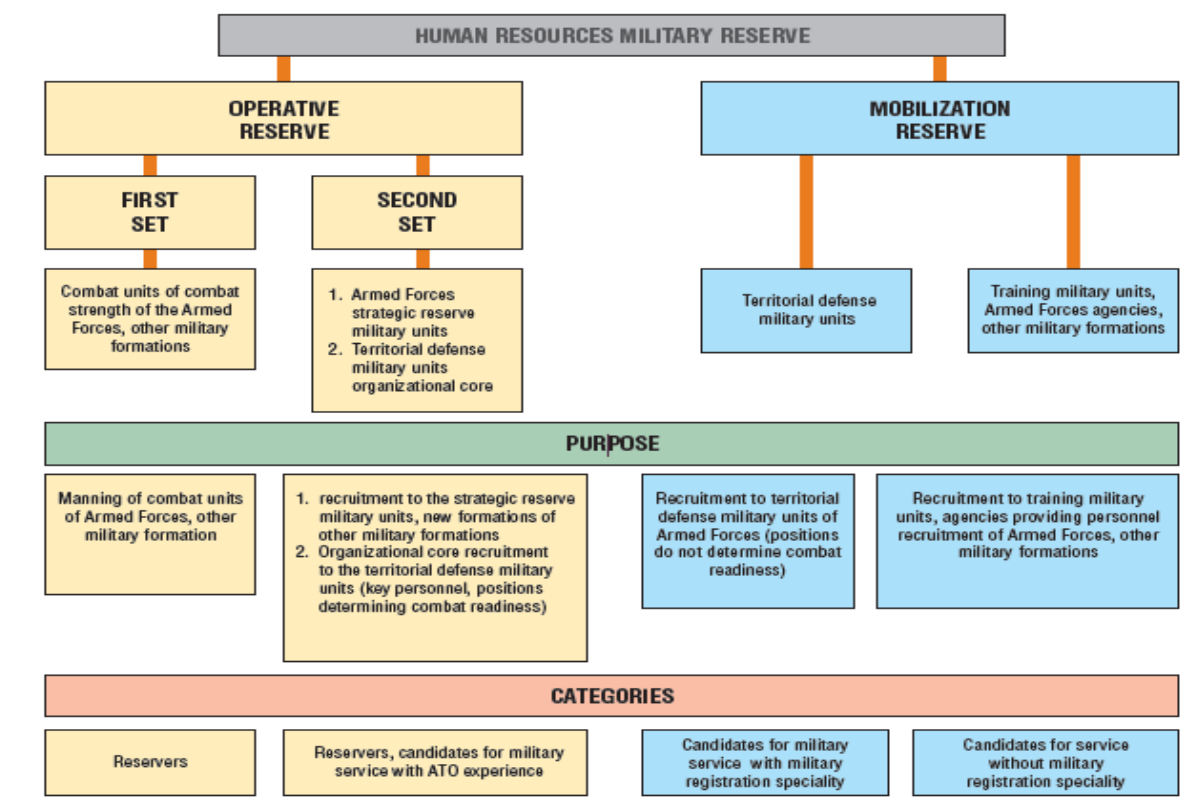 HUMAN RESOURCES MILITARY RESERVE
OPERATIVE
RESERVE
MOBILIZATION
RESERVE
FIRST
SET
SECOND
SET
Combat units of combat
strength of the Armed
Forces, other military
formations
1. Armed Forces
strategic reserve
military units
2. Territorial defense
military units
organizational core
Territorial defense
military units
Training military units,
Armed Forces agencies,
other military formations
PURPOSE
Manning of combat units
of Armed Forces, other
military formation
1. recruitment to the strategic reserve
military units, new formations of
other military formations
2. Organizational core recruitment
to the territorial defense military
units (key personnel, positions
determining combat readiness)
Recruitment to territorial
defense military units of
Armed Forces (positions
do not determine combat
readiness)
Recruitment to training military
units, agencies providing personnel
recruitment of Armed Forces, other
military formations
CATEGORIES
Reservers
Reservers, candidates for military
service with ATO experience
Candidates for military
service with military
registration speciality
Candidates for service
without military
registration speciality